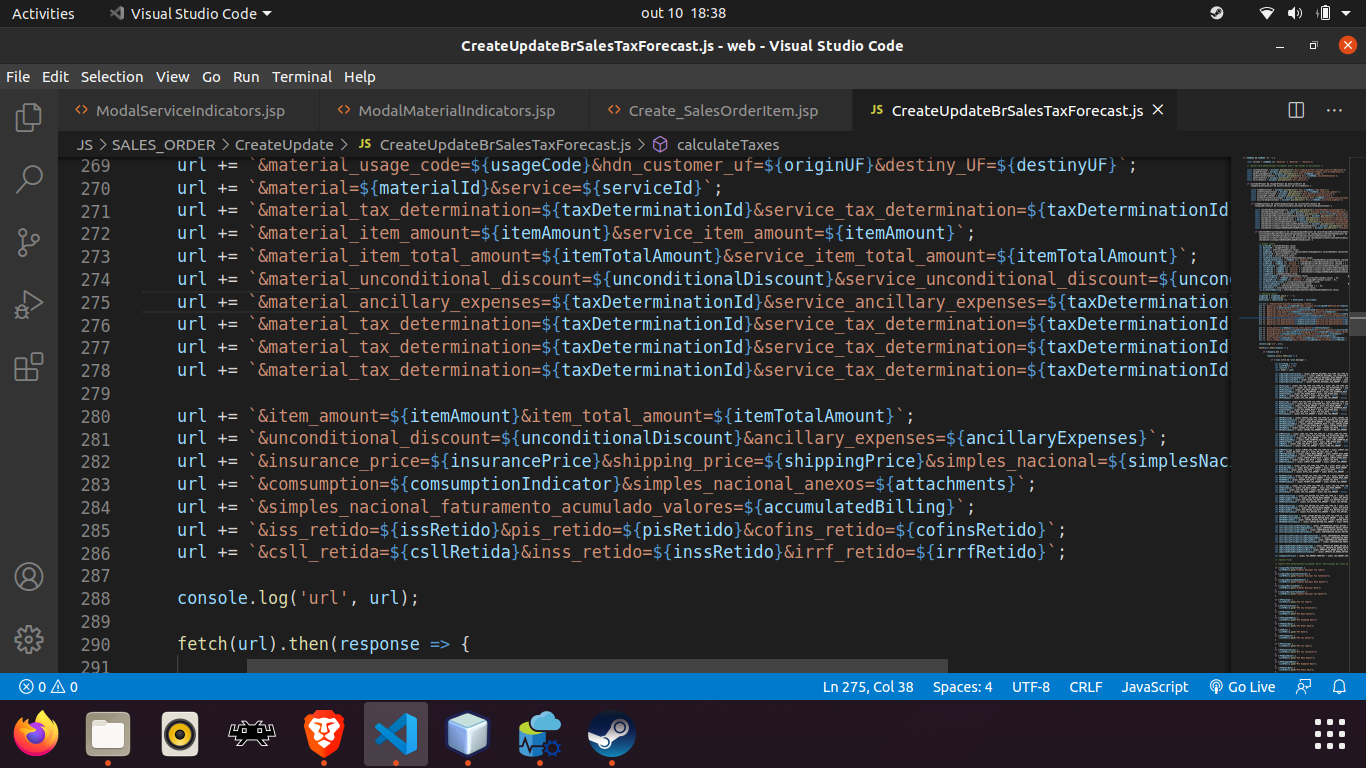 Activities Visual Studio Code out 10 18:38
CreateUpdateBrSalesTaxForecast.js - web - Visual Studio Code
File Edit Selection View Go Run Terminal Help
ModalServiceIndicators.jsp ModalMaterialIndicators.jsp Create_SalesOrderItem.jsp JS CreateUpdateBrSalesTaxForecast.js
JS > SALES_ORDER > CreateUpdate > JS CreateUpdateBrSalesTaxForecast.js > calculateTaxes
269 url += `&material_usage_code=${usageCode}&hdn_customer_uf=${originUF}&destiny_UF=${destinyUF}`;
270 url += `&material=${materialId}&service=${serviceId}`;
271 url += `&material_tax_determination=${taxDeterminationId}&service_tax_determination=${taxDeterminationId
272 url += `&material_item_amount=${itemAmount}&service_item_amount=${itemAmount}`;
273 url += `&material_item_total_amount=${itemTotalAmount}&service_item_total_amount=${itemTotalAmount}`;
274 url += `&material_unconditional_discount=${unconditionalDiscount}&service_unconditional_discount=${uncon
275 url += `&material_ancillary_expenses=${taxDeterminationId}&service_ancillary_expenses=${taxDetermination
276 url += `&material_tax_determination=${taxDeterminationId}&service_tax_determination=${taxDeterminationId
277 url += `&material_tax_determination=${taxDeterminationId}&service_tax_determination=${taxDeterminationId
278 url += `&material_tax_determination=${taxDeterminationId}&service_tax_determination=${taxDeterminationId
279
280 url += `&item_amount=${itemAmount}&item_total_amount=${itemTotalAmount}`;
281 url += `&unconditional_discount=${unconditionalDiscount}&ancillary_expenses=${ancillaryExpenses}`;
282 url += `&insurance_price=${insurancePrice}&shipping_price=${shippingPrice}&simples_nacional=${simplesNaci
283 url += `&comsumption=${comsumptionIndicator}&simples_nacional_anexos=${attachments}`;
284 url += `&simples_nacional_faturamento_acumulado_valores=${accumulatedBilling}`;
285 url += `&iss_retido=${issRetido}&pis_retido=${pisRetido}&cofins_retido=${cofinsRetido}`;
286 url += `&csll_retida=${csllRetida}&inss_retido=${inssRetido}&irrf_retido=${irrfRetido}`;
287
288 console.log('url', url);
289
290 fetch(url).then(response => {
291
0 0 Ln 275, Col 38 Spaces: 4 UTF-8 CRLF JavaScript Go Live